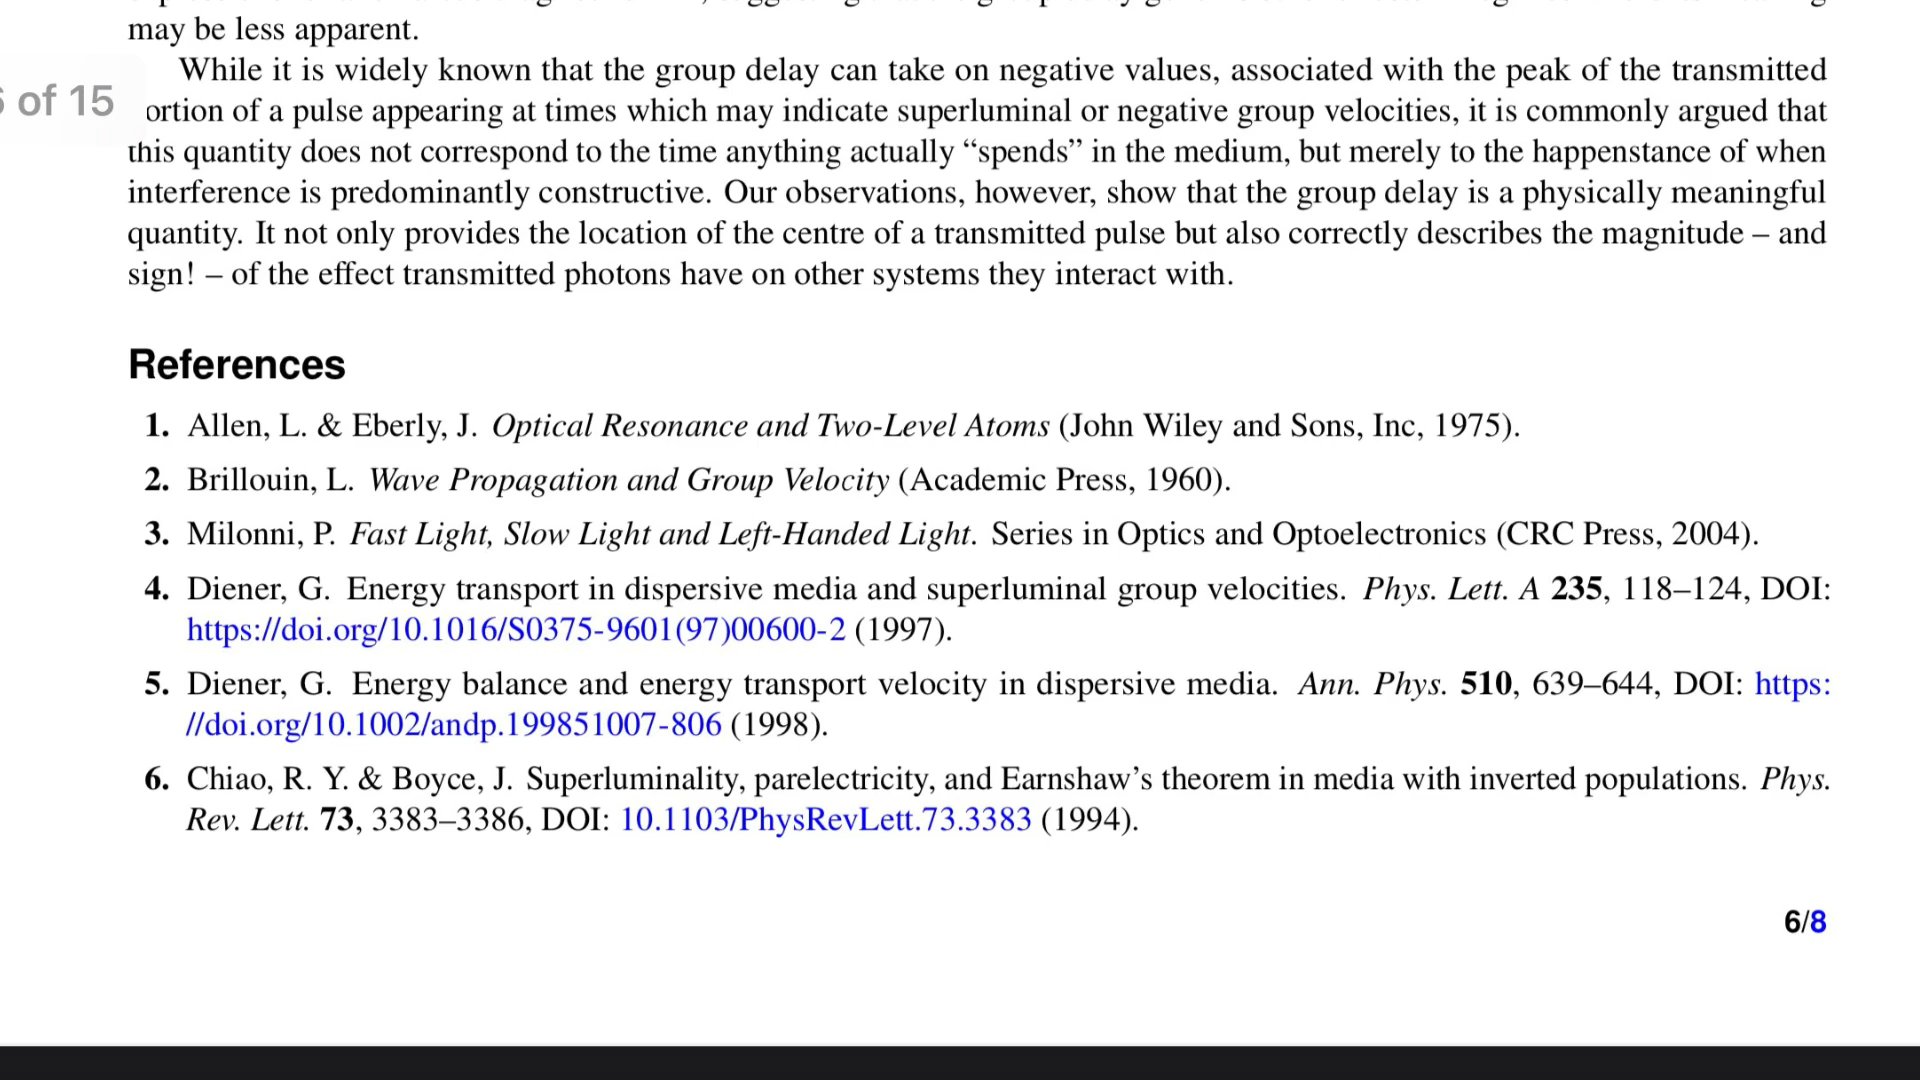 may be less apparent.
While it is widely known that the group delay can take on negative values, associated with the peak of the transmitted
of 15
ortion of a pulse appearing at times which may indicate superluminal or negative group velocities, it is commonly argued that
this quantity does not correspond to the time anything actually “spends” in the medium, but merely to the happenstance of when
interference is predominantly constructive. Our observations, however, show that the group delay is a physically meaningful
quantity. It not only provides the location of the centre of a transmitted pulse but also correctly describes the magnitude – and
sign! – of the effect transmitted photons have on other systems they interact with.
References
1. Allen, L. & Eberly, J. Optical Resonance and Two-Level Atoms (John Wiley and Sons, Inc, 1975).
2. Brillouin, L. Wave Propagation and Group Velocity (Academic Press, 1960).
3. Milonni, P. Fast Light, Slow Light and Left-Handed Light. Series in Optics and Optoelectronics (CRC Press, 2004).
4. Diener, G. Energy transport in dispersive media and superluminal group velocities. Phys. Lett. A 235, 118–124, DOI:
https://doi.org/10.1016/S0375-9601(97)00600-2 (1997).
5. Diener, G. Energy balance and energy transport velocity in dispersive media. Ann. Phys. 510, 639–644, DOI: https:
//doi.org/10.1002/andp.199851007-806 (1998).
6. Chiao, R. Y. & Boyce, J. Superluminality, parelectricity, and Earnshaw’s theorem in media with inverted populations. Phys.
Rev. Lett. 73, 3383–3386, DOI: 10.1103/PhysRevLett.73.3383 (1994).
6/8